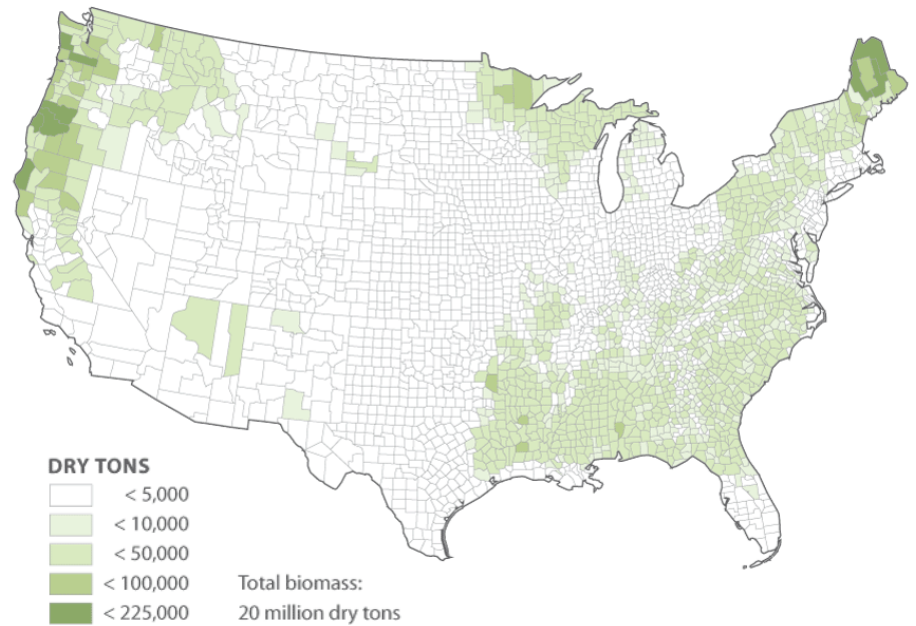 DRY TONS
< 5,000
< 10,000
< 50,000
< 100,000
< 225,000
Total biomass:
20 million dry tons